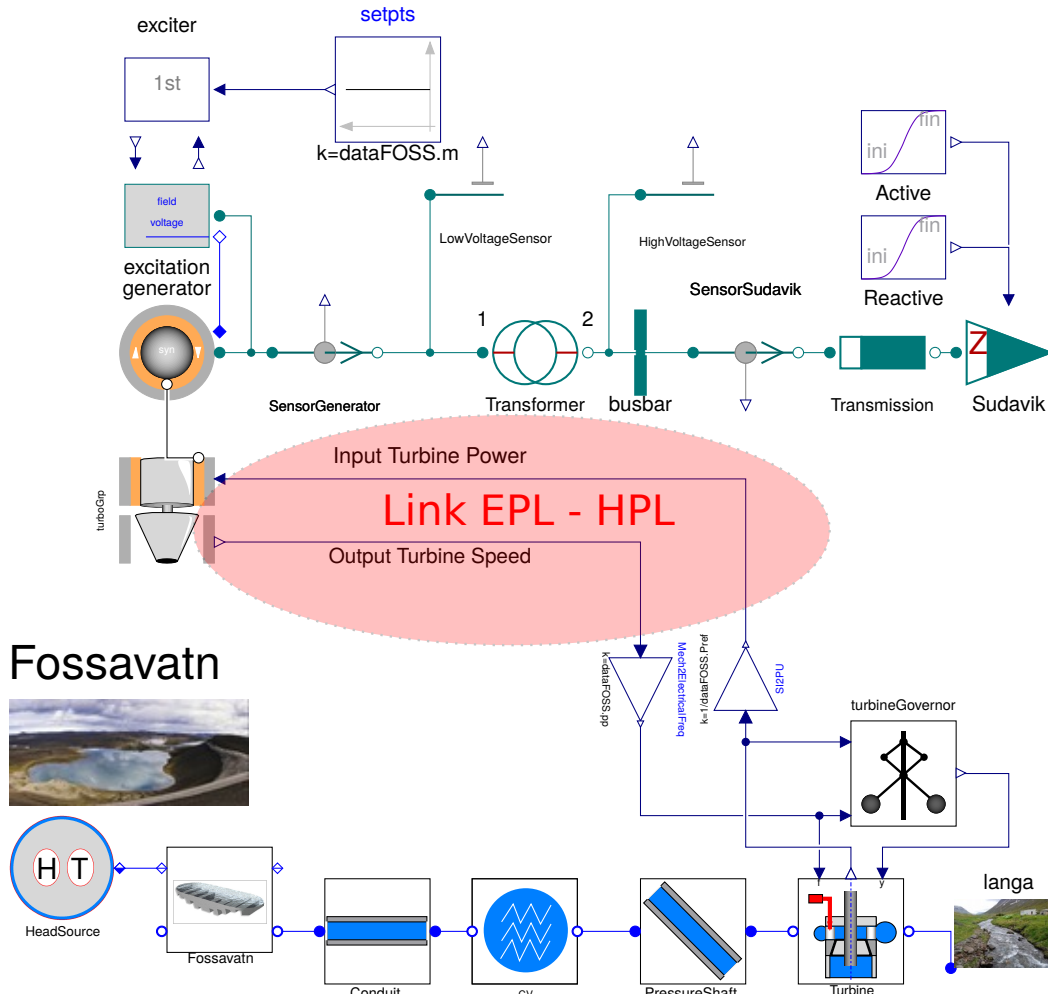 exciter
setpts
1st
k=dataFOSS.m
fin
ini
Active
field
voltage
LowVoltageSensor
HighVoltageSensor
fin
ini
Reactive
excitation
generator
SensorSudavik
1
2
syn
Z
SensorGenerator
Transformer
busbar
Transmission
Sudavik
Input Turbine Power
turboGrp
Link EPL - HPL
Output Turbine Speed
Fossavatn
k=dataFOSS.pp
Mech2ElectricalFreq
k=1/dataFOSS.Pref
SI2PU
turbineGovernor
H T
HeadSource
y
langa
Fossavatn
Conduit
PressureShaft
Turbine